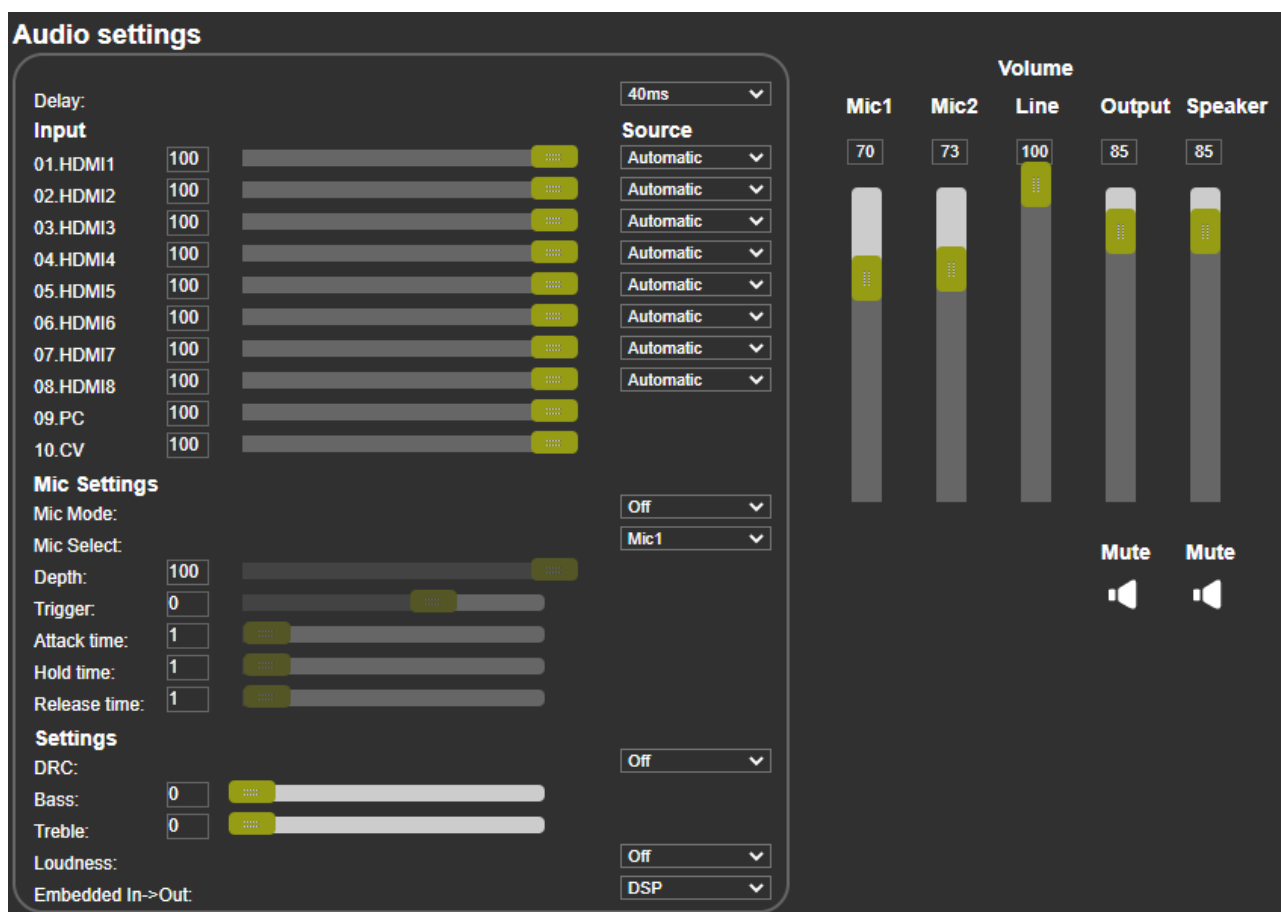 Audio settings
Delay: 40ms
Input Source
01.HDMI1 100 Automatic
02.HDMI2 100 Automatic
03.HDMI3 100 Automatic
04.HDMI4 100 Automatic
05.HDMI5 100 Automatic
06.HDMI6 100 Automatic
07.HDMI7 100 Automatic
08.HDMI8 100 Automatic
09.PC 100
10.CV 100
Mic Settings
Mic Mode: Off
Mic Select: Mic1
Depth: 100
Trigger: 0
Attack time: 1
Hold time: 1
Release time: 1
Settings
DRC: Off
Bass: 0
Treble: 0
Loudness: Off
Embedded In->Out: DSP
Volume
Mic1 Mic2 Line Output Speaker
70 73 100 85 85
Mute Mute